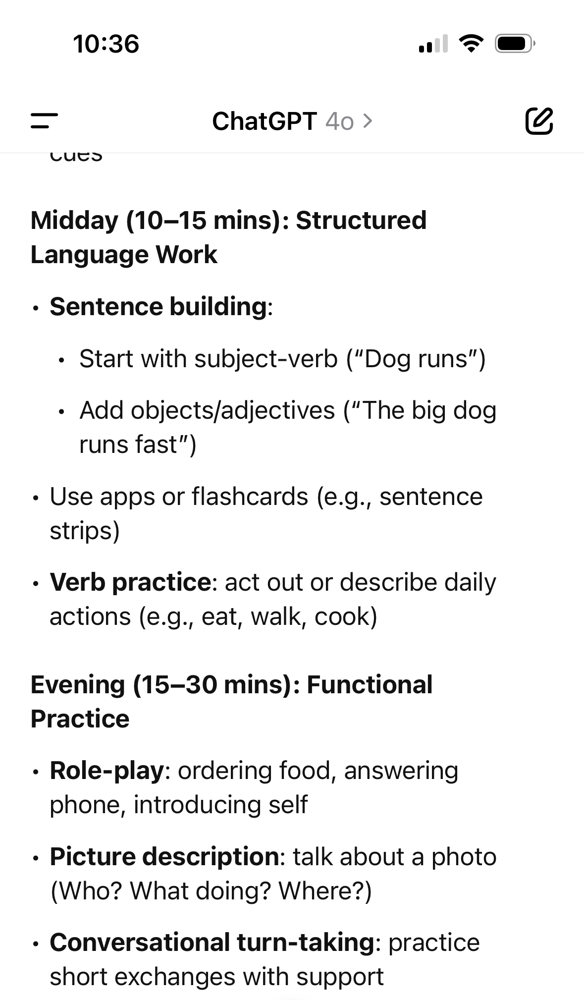 10:36
ChatGPT 4o >
cues
Midday (10–15 mins): Structured
Language Work
• Sentence building:
• Start with subject-verb (“Dog runs”)
• Add objects/adjectives (“The big dog
runs fast”)
• Use apps or flashcards (e.g., sentence
strips)
• Verb practice: act out or describe daily
actions (e.g., eat, walk, cook)
Evening (15–30 mins): Functional
Practice
• Role-play: ordering food, answering
phone, introducing self
• Picture description: talk about a photo
(Who? What doing? Where?)
• Conversational turn-taking: practice
short exchanges with support